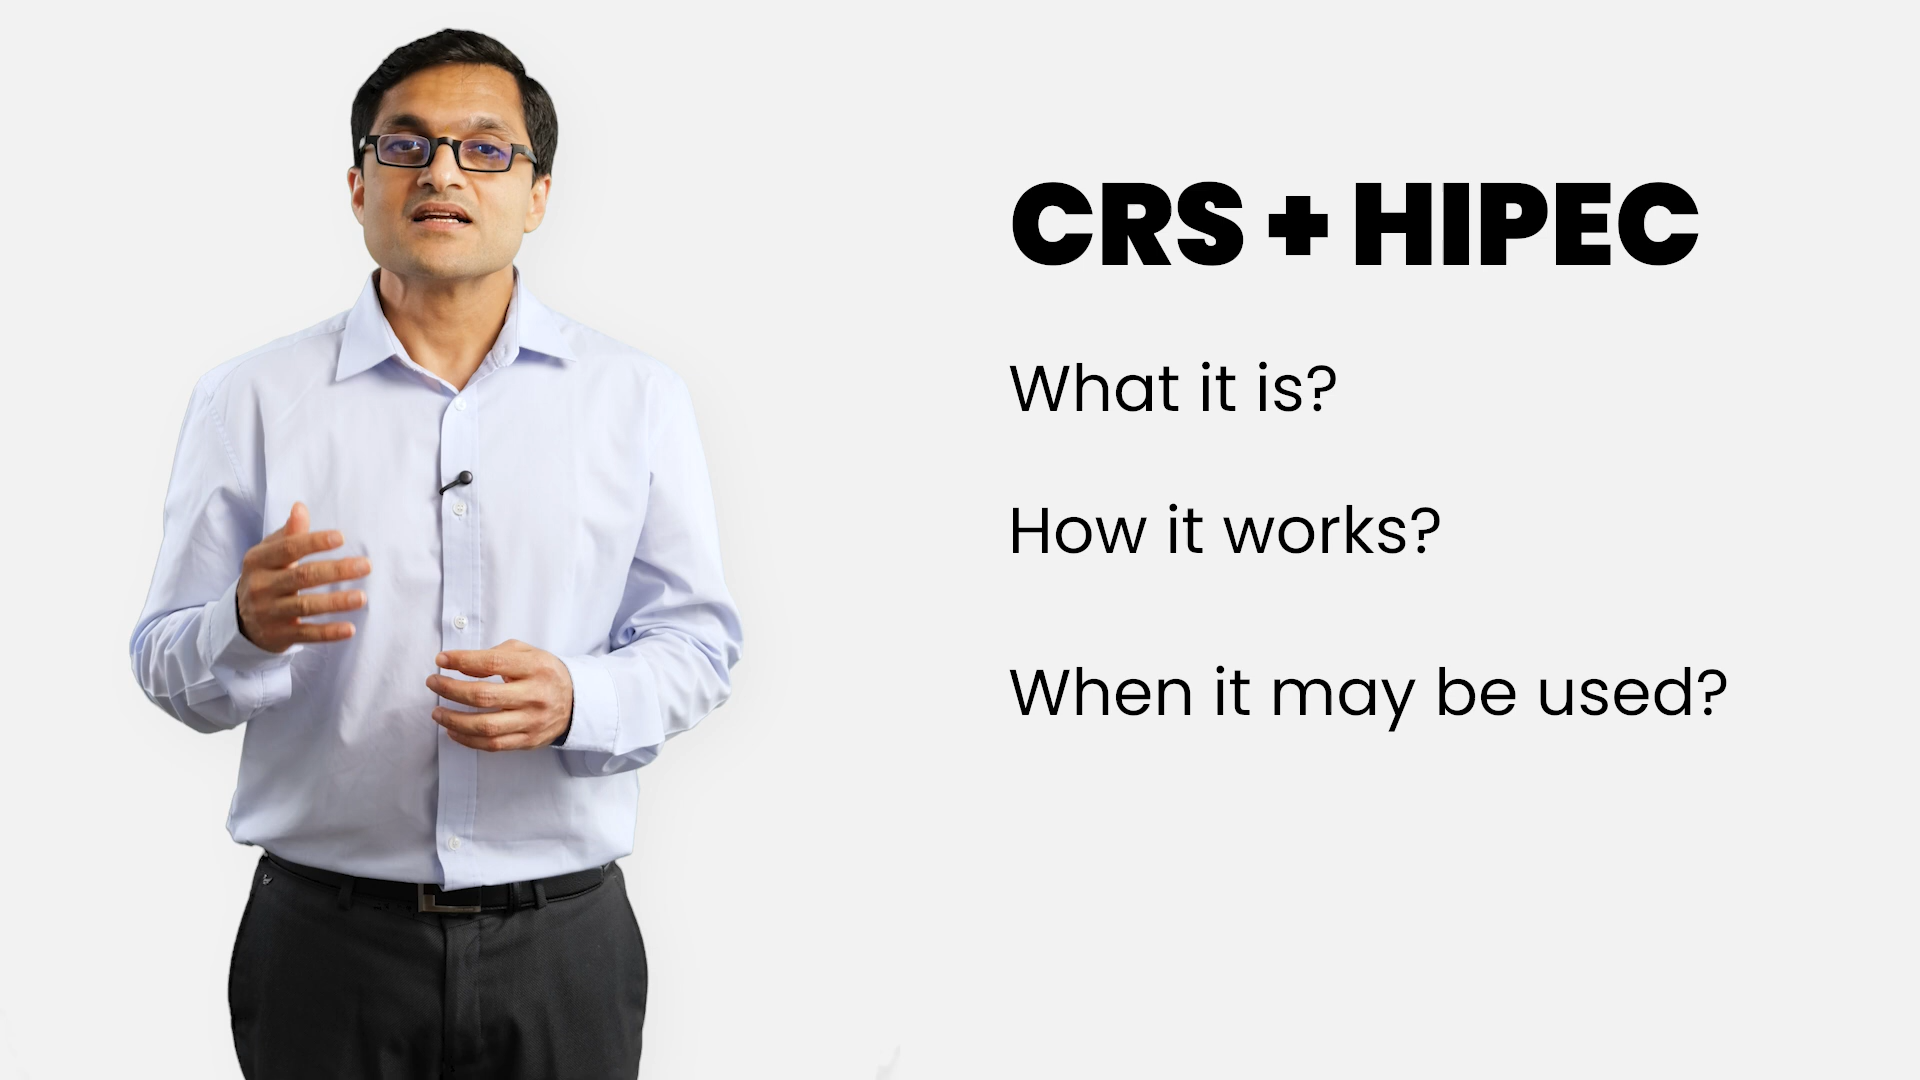 CRS + HIPEC
What it is?
How it works?
When it may be used?